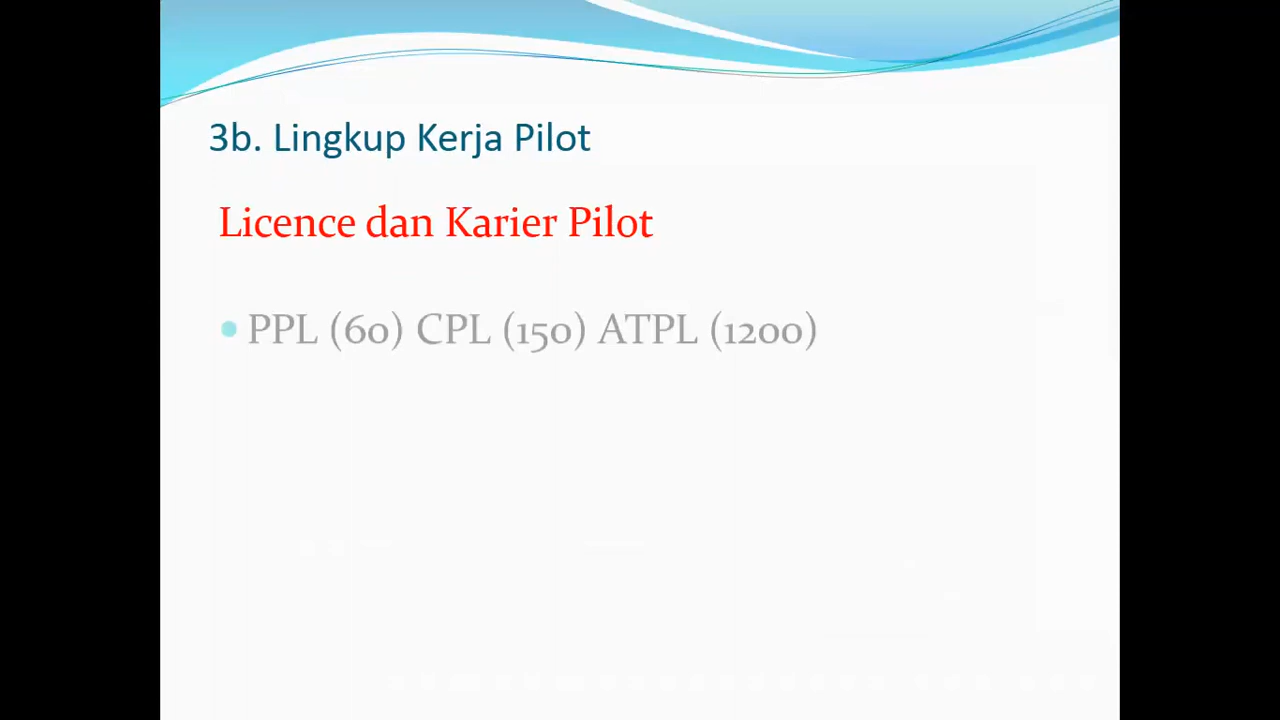 3b. Lingkup Kerja Pilot
Licence dan Karier Pilot
• PPL (60) CPL (150) ATPL (1200)